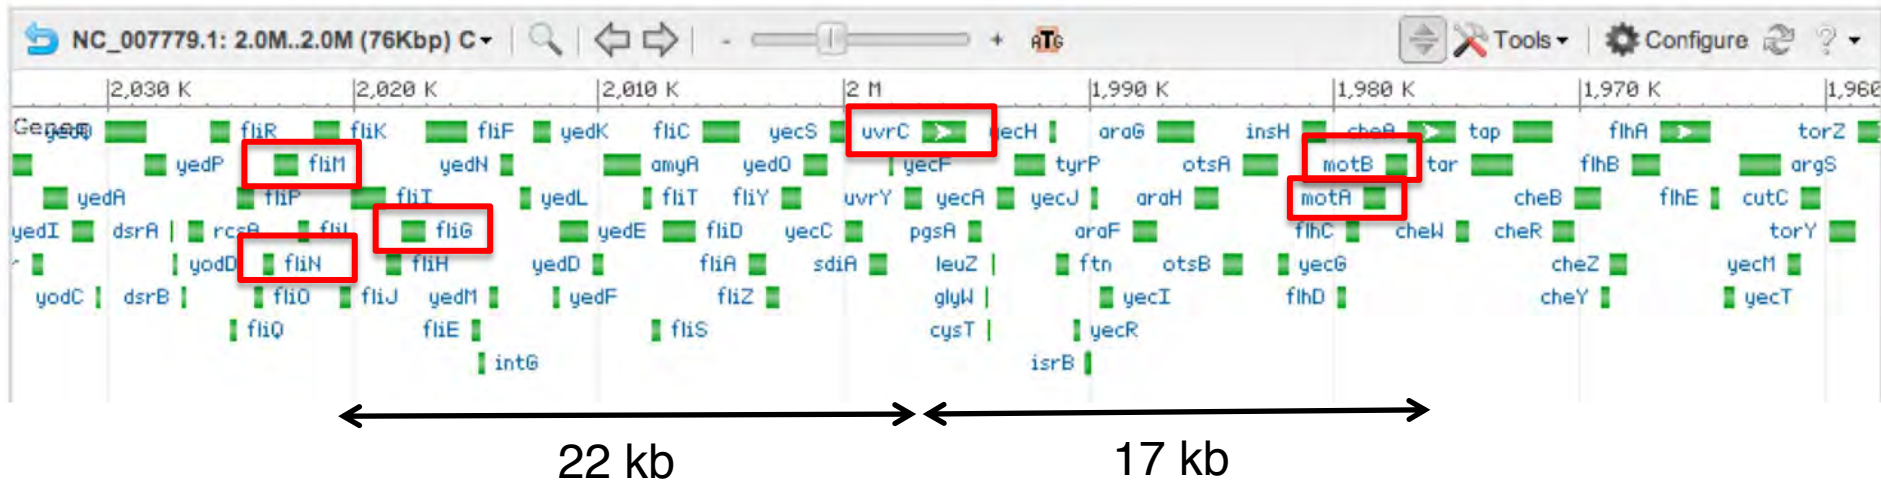 NC_007779.1: 2.0M..2.0M (76Kbp) C - + ATG Tools Configure ?
2,030 K 2,020 K 2,010 K 2 M 1,990 K 1,980 K 1,970 K 1,960
fliR fliK fliF yedK fliC yecS uvrC yecH araG insH cheA tap flhA torZ
yedP fliM yedN amyA yedO yecF tyrP otsA motB tar flhB argS
yedA fliP fliI yedL fliT fliY uvrY yecA yecJ araH motA cheB flhE cutC
yedI dsrA rcsA fliL fliG yedE fliD yecC pgsA araF flhC cheW cheR torY
r yodD fliN fliH yedD fliA sdiA leuZ ftn otsB yecG cheZ yecM
yodC dsrB fliO fliJ yedM yedF fliZ glyW yecI flhD cheY yecT
fliQ fliE fliS cysT yecR
intG isrB
22 kb 17 kb